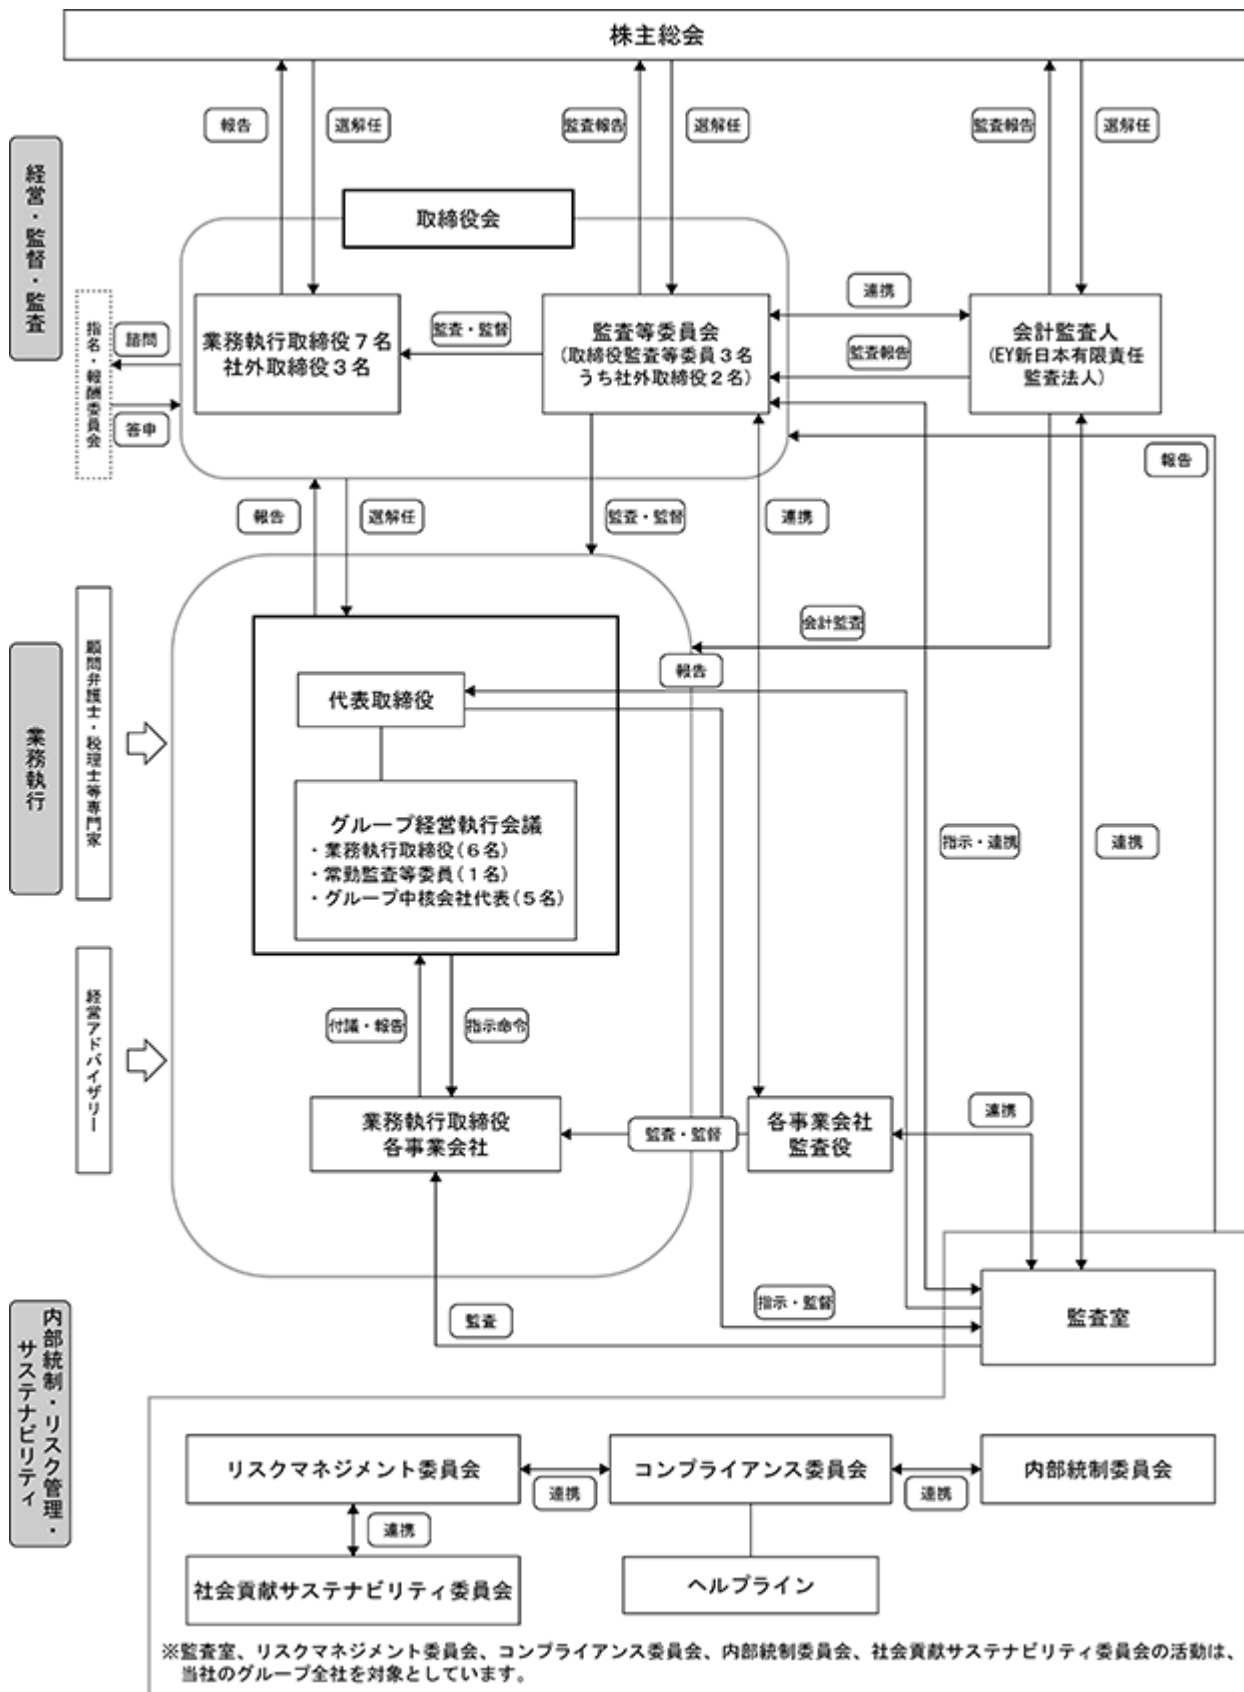 株主総会
報告
選解任
監査報告
選解任
監査報告
選解任
経営・監督・監査
取締役会
指名・報酬委員会
諮問
答申
業務執行取締役７名
社外取締役３名
監査・監督
監査等委員会
(取締役監査等委員３名
うち社外取締役２名)
連携
監査報告
会計監査人
(EY新日本有限責任
監査法人)
報告
報告
選解任
監査・監督
連携
業務執行
顧問弁護士・税理士等専門家
会計監査
報告
代表取締役
グループ経営執行会議
・業務執行取締役(６名)
・常勤監査等委員(１名)
・グループ中核会社代表(５名)
指示・連携
連携
経営アドバイザリー
付議・報告
指示命令
業務執行取締役
各事業会社
監査・監督
各事業会社
監査役
連携
内部統制・リスク管理・
サステナビリティ
監査
指示・監督
監査室
リスクマネジメント委員会
連携
コンプライアンス委員会
連携
内部統制委員会
連携
社会貢献サステナビリティ委員会
ヘルプライン
※監査室、リスクマネジメント委員会、コンプライアンス委員会、内部統制委員会、社会貢献サステナビリティ委員会の活動は、
当社のグループ全社を対象としています。